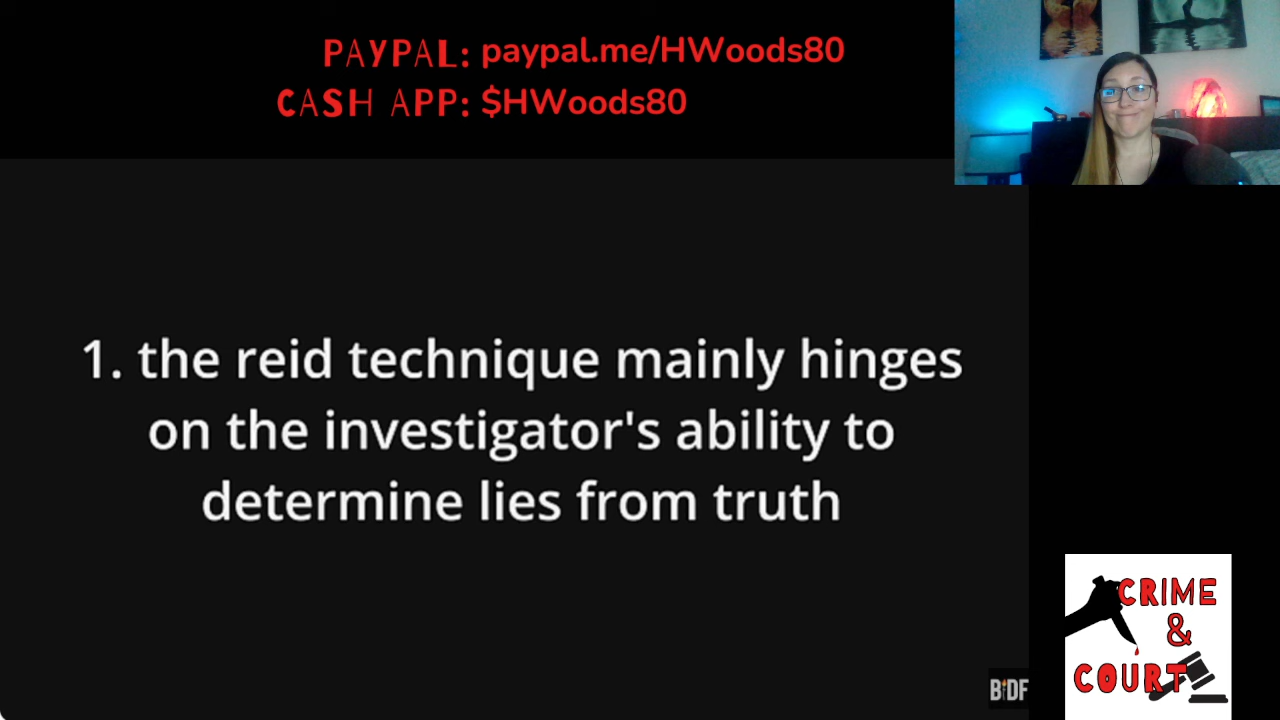 PAYPAL: paypal.me/HWoods80
CASH APP: $HWoods80
1. the reid technique mainly hinges
on the investigator's ability to
determine lies from truth
BIDF
CRIME
&
COURT